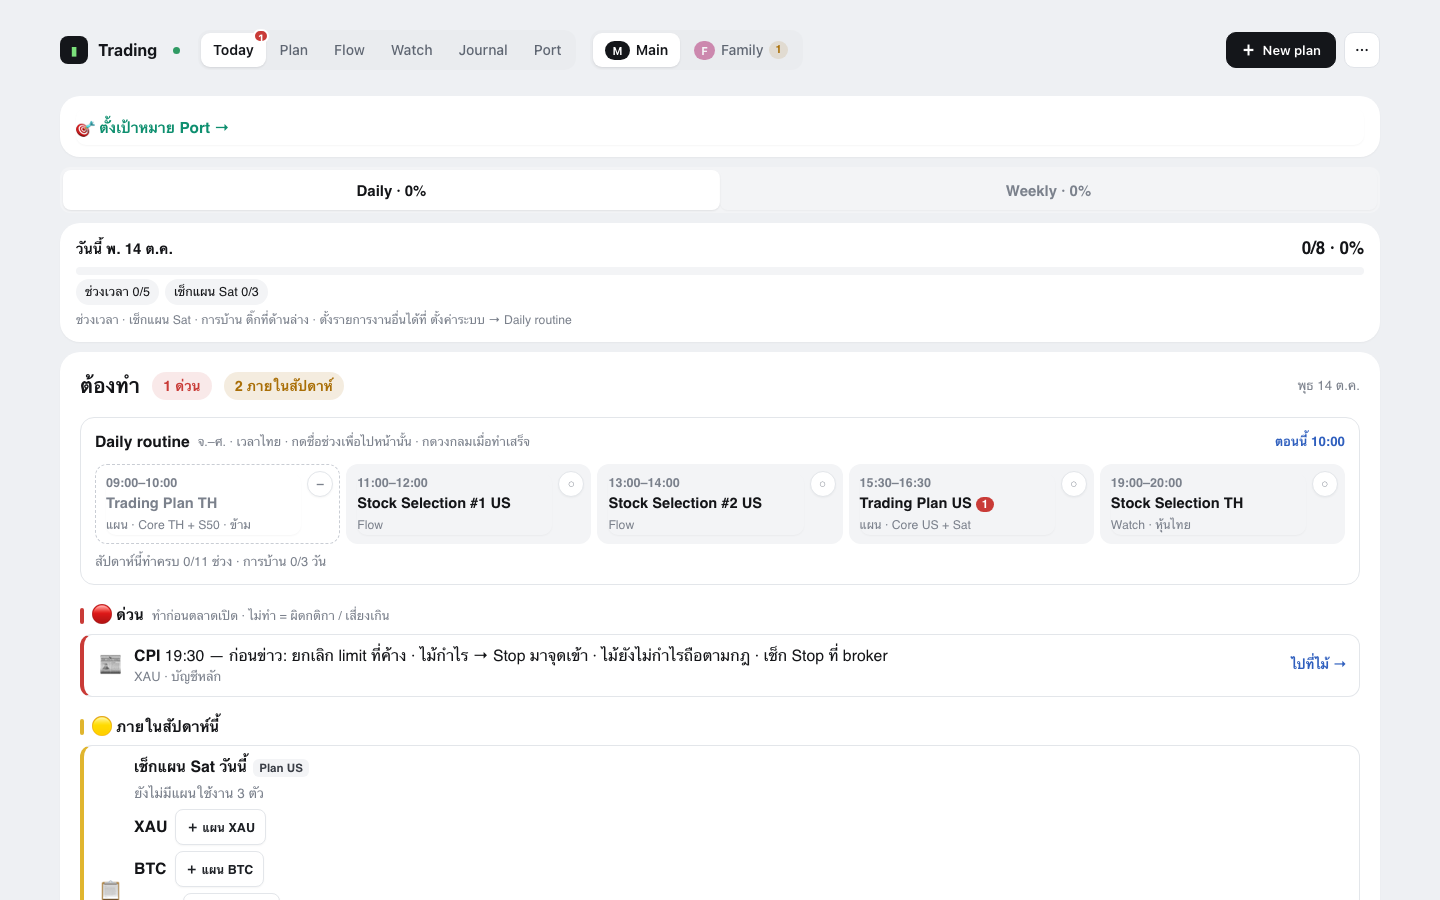 Trading
Today 1 Plan Flow Watch Journal Port
M Main F Family 1
+ New plan ···
🎯 ตั้งเป้าหมาย Port →
Daily · 0%
Weekly · 0%
วันนี้ พ. 14 ต.ค.
0/8 · 0%
ช่วงเวลา 0/5 เช็กแผน Sat 0/3
ช่วงเวลา · เช็กแผน Sat · การบ้าน ติ๊กที่ด้านล่าง · ตั้งรายการงานอื่นได้ที่ ตั้งค่าระบบ → Daily routine
ต้องทำ 1 ด่วน 2 ภายในสัปดาห์
พุธ 14 ต.ค.
Daily routine จ.–ศ. · เวลาไทย · กดชื่อช่วงเพื่อไปหน้านั้น · กดวงกลมเมื่อทำเสร็จ
ตอนนี้ 10:00
09:00–10:00 –
Trading Plan TH
แผน · Core TH + S50 · ข้าม
11:00–12:00 ○
Stock Selection #1 US
Flow
13:00–14:00 ○
Stock Selection #2 US
Flow
15:30–16:30 ○
Trading Plan US 1
แผน · Core US + Sat
19:00–20:00 ○
Stock Selection TH
Watch · หุ้นไทย
สัปดาห์นี้ทำครบ 0/11 ช่วง · การบ้าน 0/3 วัน
🔴 ด่วน ทำก่อนตลาดเปิด · ไม่ทำ = ผิดกติกา / เสี่ยงเกิน
CPI 19:30 — ก่อนข่าว: ยกเลิก limit ที่ค้าง · ไม้กำไร → Stop มาจุดเข้า · ไม้ยังไม่กำไรถือตามกฎ · เช็ก Stop ที่ broker
XAU · บัญชีหลัก
ไปที่ไม้ →
🟡 ภายในสัปดาห์นี้
เช็กแผน Sat วันนี้ Plan US
ยังไม่มีแผนใช้งาน 3 ตัว
XAU + แผน XAU
BTC + แผน BTC